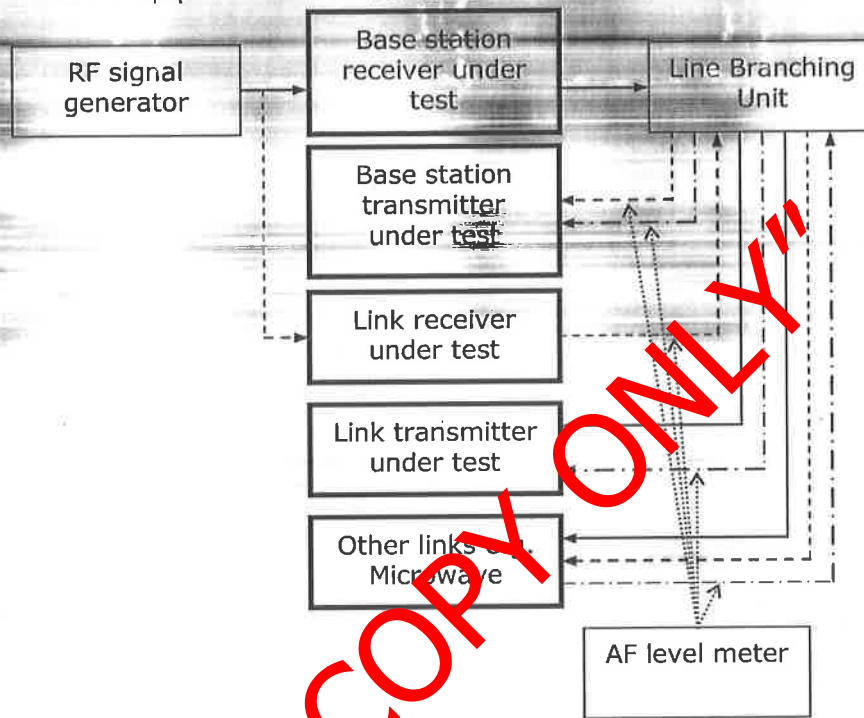 RF signal
generator
Base station
receiver under
test
Line Branching
Unit
Base station
transmitter
under test
Link receiver
under test
Link transmitter
under test
Other links
Microwave
AF level meter
COPY ONLY"